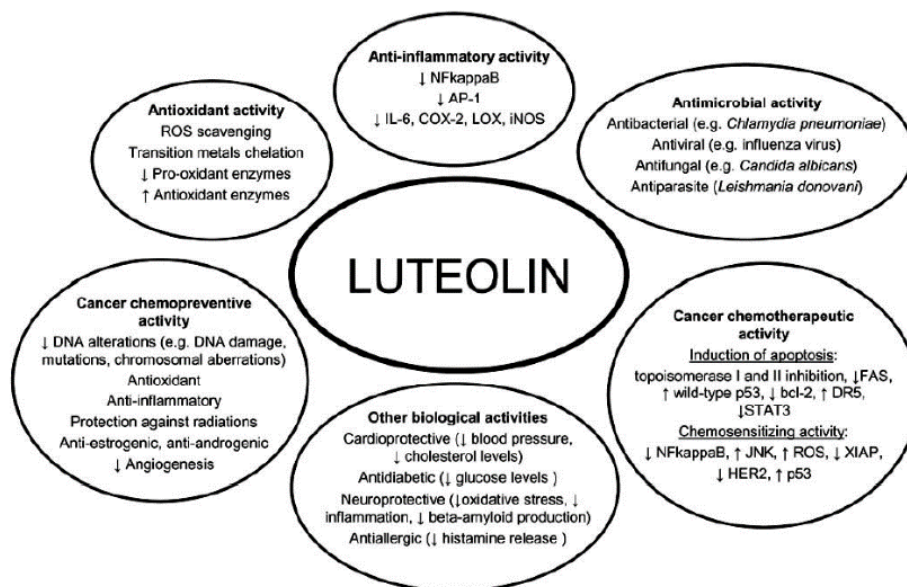 Anti-inflammatory activity
↓ NFkappaB
↓ AP-1
↓ IL-6, COX-2, LOX, iNOS
Antioxidant activity
ROS scavenging
Transition metals chelation
↓ Pro-oxidant enzymes
↑ Antioxidant enzymes
Antimicrobial activity
Antibacterial (e.g. Chlamydia pneumoniae)
Antiviral (e.g. influenza virus)
Antifungal (e.g. Candida albicans)
Antiparasite (Leishmania donovani)
LUTEOLIN
Cancer chemopreventive
activity
↓ DNA alterations (e.g. DNA damage,
mutations, chromosomal aberrations)
Antioxidant
Anti-inflammatory
Protection against radiations
Anti-estrogenic, anti-androgenic
↓ Angiogenesis
Cancer chemotherapeutic
activity
Induction of apoptosis:
topoisomerase I and II inhibition, ↓FAS,
↑ wild-type p53, ↓ bcl-2, ↑ DR5,
↓STAT3
Chemosensitizing activity:
↓ NFkappaB, ↑ JNK, ↑ ROS, ↓ XIAP,
↓ HER2, ↑ p53
Other biological activities
Cardioprotective (↓ blood pressure,
↓ cholesterol levels)
Antidiabetic (↓ glucose levels )
Neuroprotective (↓oxidative stress, ↓
inflammation, ↓ beta-amyloid production)
Antiallergic (↓ histamine release )